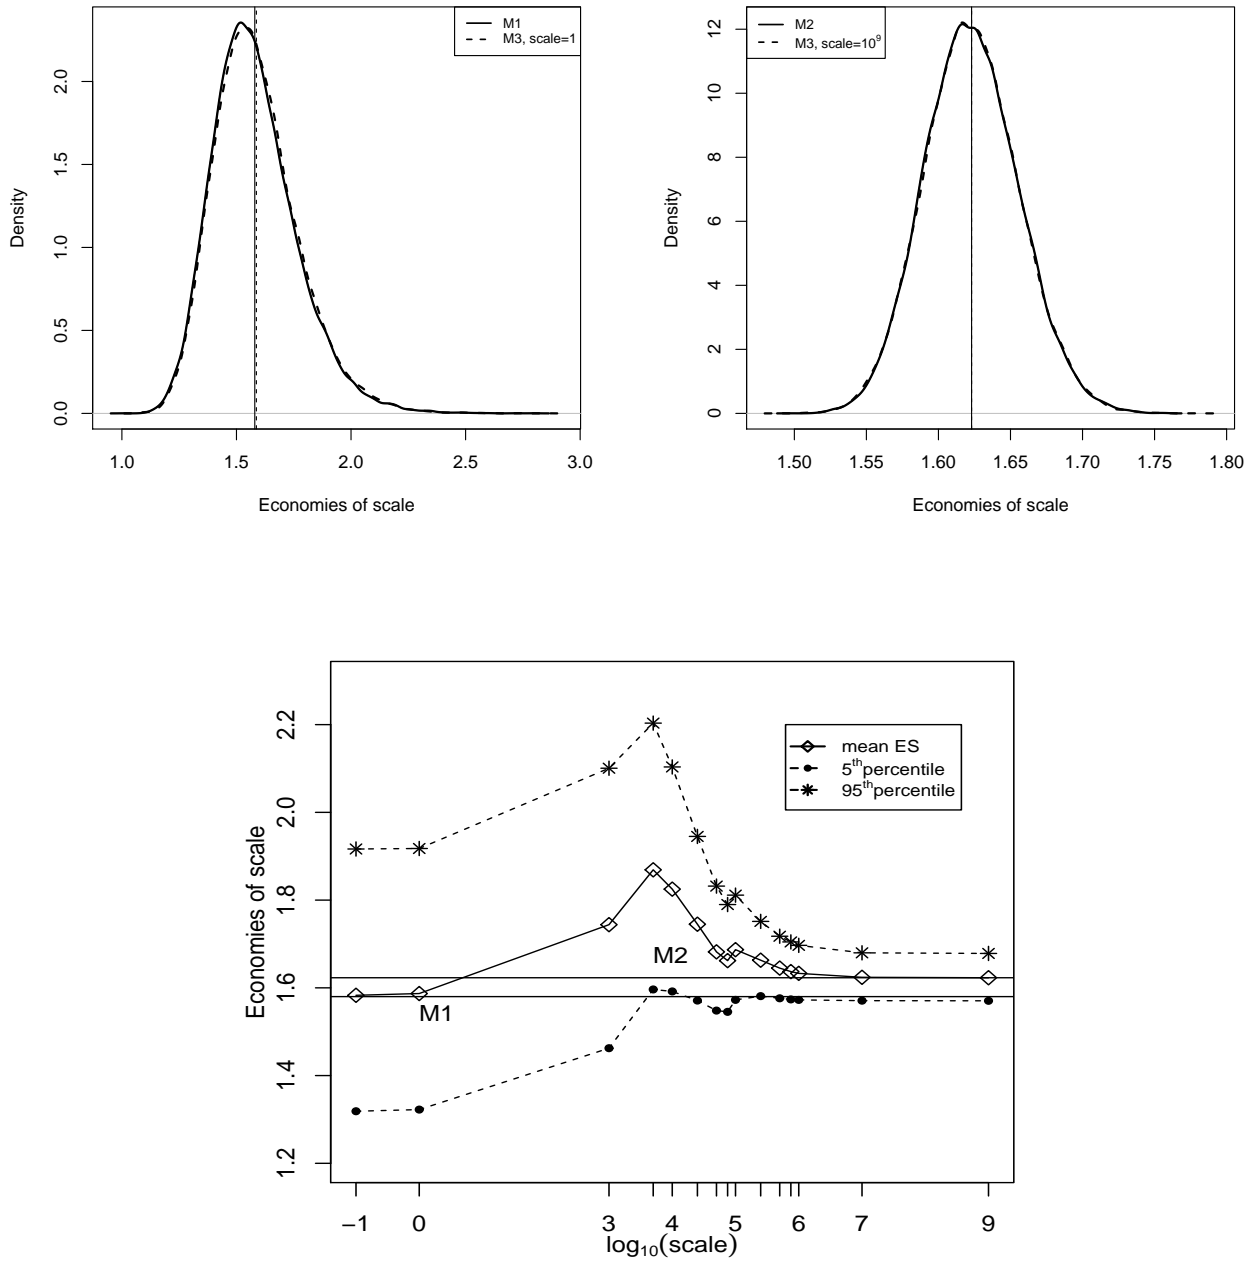 M1
M3, scale=1
Density
0.0 0.5 1.0 1.5 2.0
1.0 1.5 2.0 2.5 3.0
Economies of scale
M2
M3, scale=10⁹
Density
0 2 4 6 8 10 12
1.50 1.55 1.60 1.65 1.70 1.75 1.80
Economies of scale
mean ES
5ᵗʰpercentile
95ᵗʰpercentile
M2
M1
Economies of scale
1.2 1.4 1.6 1.8 2.0 2.2
−1 0 3 4 5 6 7 9
log₁₀(scale)